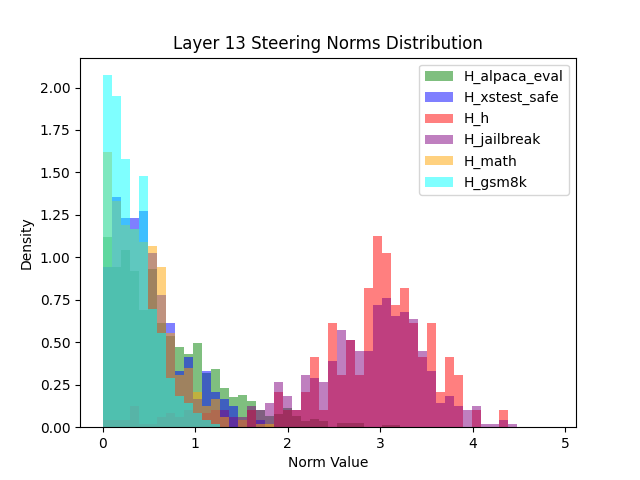 Layer 13 Steering Norms Distribution
H_alpaca_eval
H_xstest_safe
H_h
H_jailbreak
H_math
H_gsm8k
2.00
1.75
1.50
1.25
1.00
0.75
0.50
0.25
0.00
Density
0 1 2 3 4 5
Norm Value